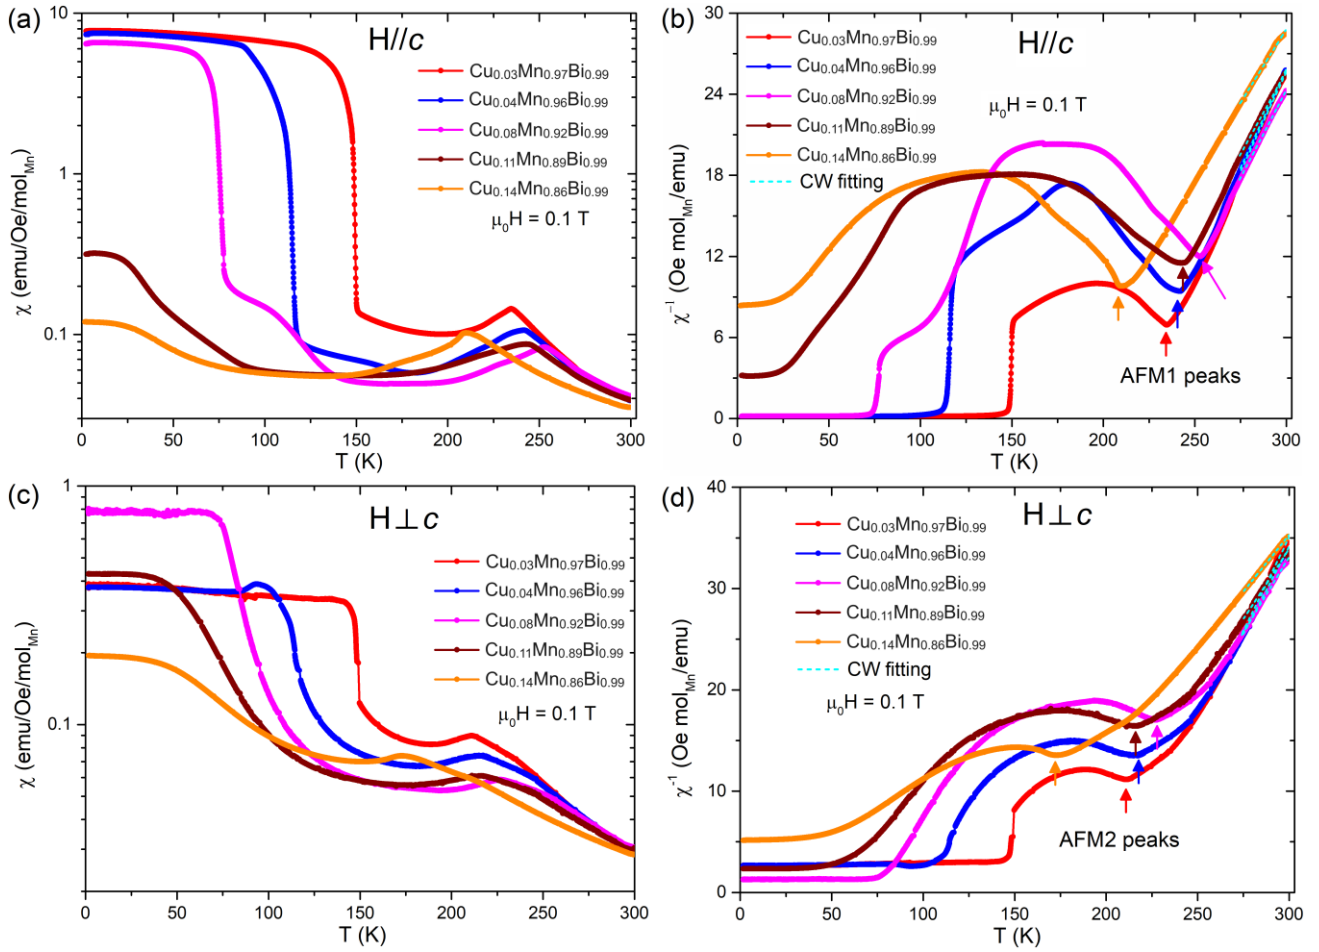 (a)
H//c
Cu0.03Mn0.97Bi0.99
Cu0.04Mn0.96Bi0.99
Cu0.08Mn0.92Bi0.99
Cu0.11Mn0.89Bi0.99
Cu0.14Mn0.86Bi0.99
μ0H = 0.1 T
χ (emu/Oe/molMn)
10
1
0.1
0 50 100 150 200 250 300
T (K)
(b)
H//c
Cu0.03Mn0.97Bi0.99
Cu0.04Mn0.96Bi0.99
Cu0.08Mn0.92Bi0.99
Cu0.11Mn0.89Bi0.99
Cu0.14Mn0.86Bi0.99
CW fitting
μ0H = 0.1 T
AFM1 peaks
χ−1 (Oe molMn/emu)
30
24
18
12
6
0
0 50 100 150 200 250 300
T (K)
(c)
H⊥c
Cu0.03Mn0.97Bi0.99
Cu0.04Mn0.96Bi0.99
Cu0.08Mn0.92Bi0.99
Cu0.11Mn0.89Bi0.99
Cu0.14Mn0.86Bi0.99
μ0H = 0.1 T
χ (emu/Oe/molMn)
1
0.1
0 50 100 150 200 250 300
T (K)
(d)
H⊥c
Cu0.03Mn0.97Bi0.99
Cu0.04Mn0.96Bi0.99
Cu0.08Mn0.92Bi0.99
Cu0.11Mn0.89Bi0.99
Cu0.14Mn0.86Bi0.99
CW fitting
μ0H = 0.1 T
AFM2 peaks
χ-1 (Oe molMn/emu)
40
30
20
10
0
0 50 100 150 200 250 300
T (K)